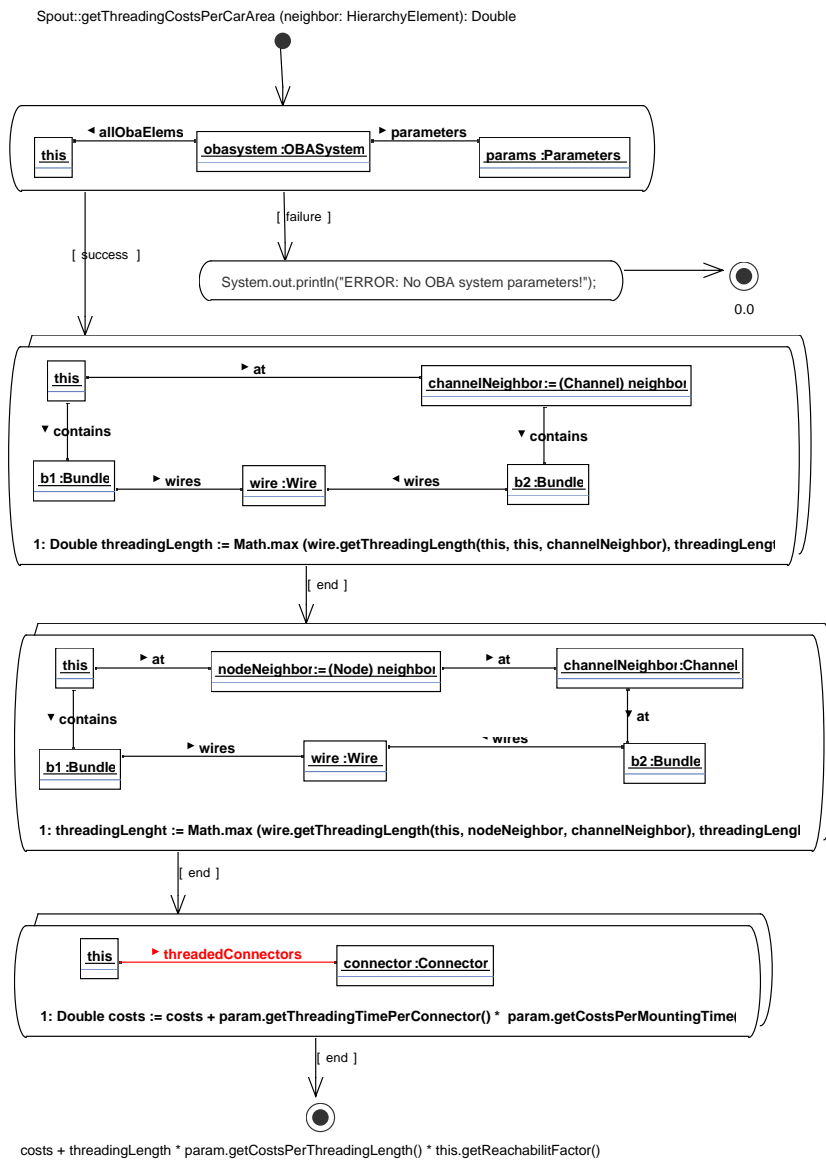 Spout::getThreadingCostsPerCarArea (neighbor: HierarchyElement): Double
◄ allObaElems
► parameters
this
obasystem :OBASystem
params :Parameters
[ failure ]
[ success ]
System.out.println("ERROR: No OBA system parameters!");
0.0
► at
this
channelNeighbor:= (Channel) neighbor
▼ contains
▼ contains
b1 :Bundle
► wires
wire :Wire
◄ wires
b2 :Bundle
1: Double threadingLength := Math.max (wire.getThreadingLength(this, this, channelNeighbor), threadingLengt
[ end ]
this
► at
nodeNeighbor:= (Node) neighbor
► at
channelNeighbor:Channel
▼ contains
▼ at
► wires
◄ wires
b1 :Bundle
wire :Wire
b2 :Bundle
1: threadingLenght := Math.max (wire.getThreadingLength(this, nodeNeighbor, channelNeighbor), threadingLengl
[ end ]
this
► threadedConnectors
connector :Connector
1: Double costs := costs + param.getThreadingTimePerConnector() * param.getCostsPerMountingTime(
[ end ]
costs + threadingLength * param.getCostsPerThreadingLength() * this.getReachabilitFactor()